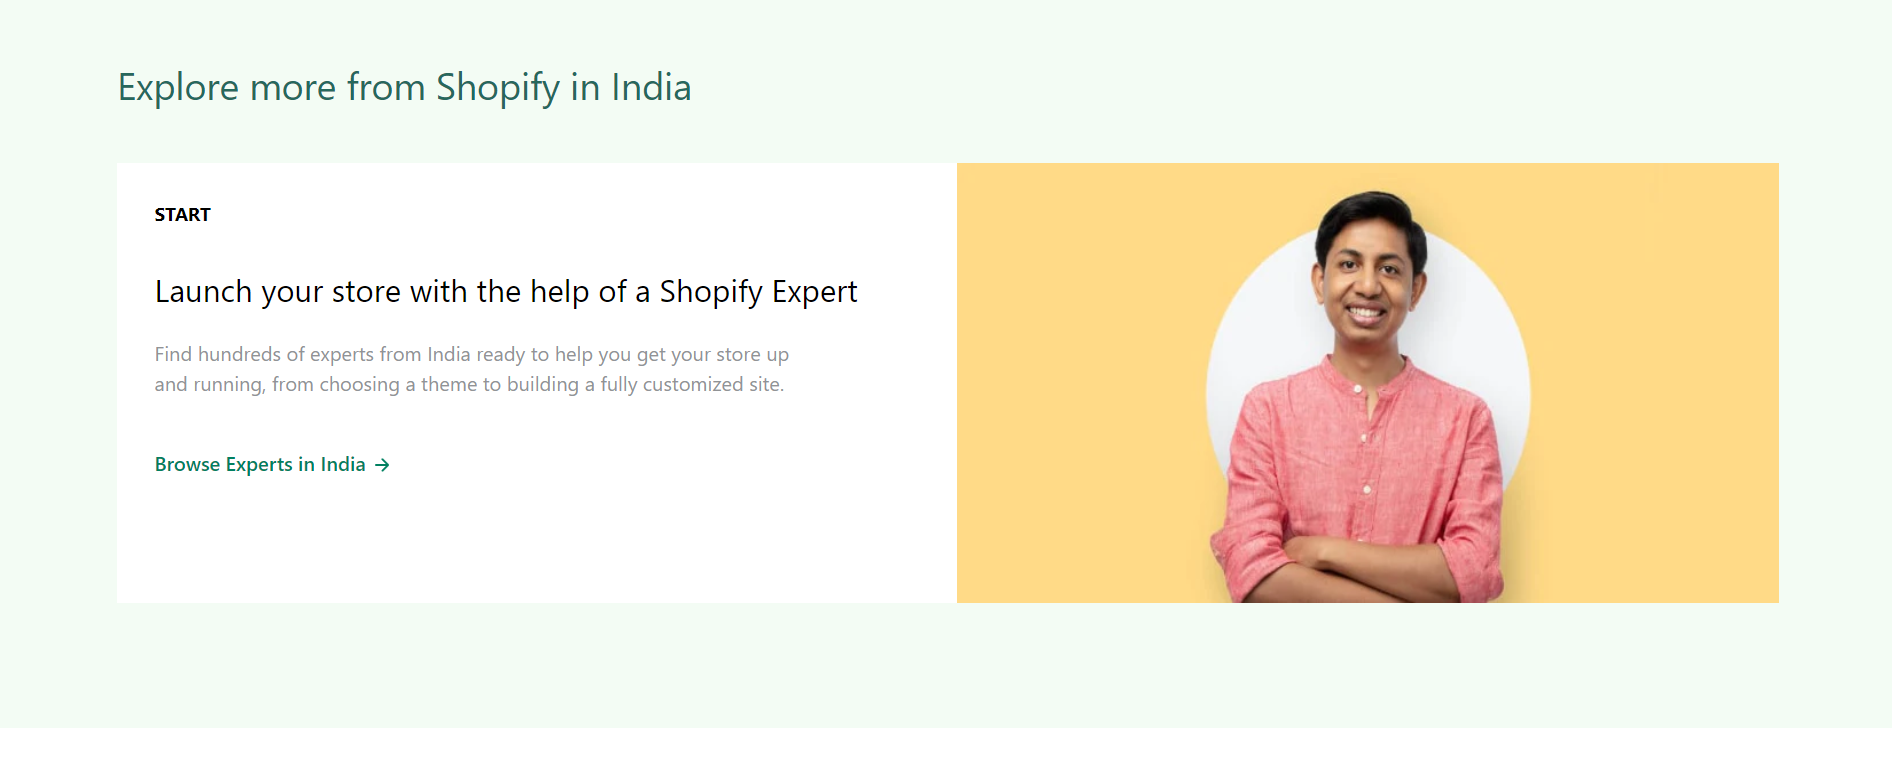 Explore more from Shopify in India
START
Launch your store with the help of a Shopify Expert
Find hundreds of experts from India ready to help you get your store up
and running, from choosing a theme to building a fully customized site.
Browse Experts in India →